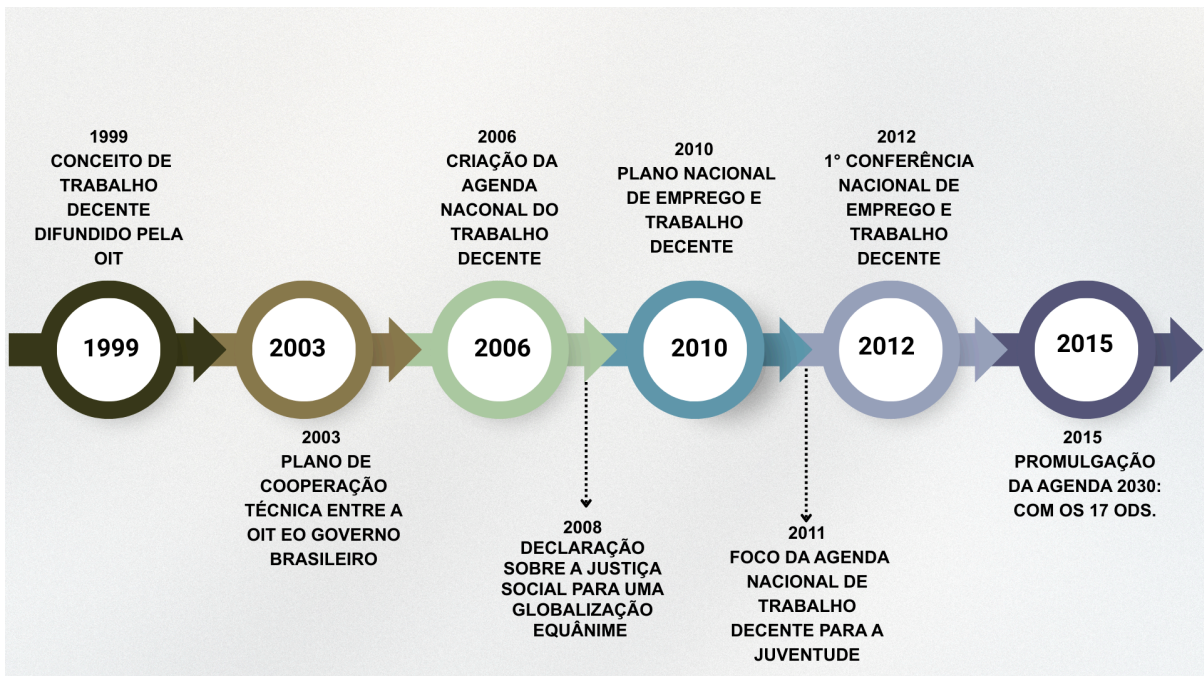 1999
CONCEITO DE
TRABALHO
DECENTE
DIFUNDIDO PELA
OIT
2006
CRIAÇÃO DA
AGENDA
NACONAL DO
TRABALHO
DECENTE
2010
PLANO NACIONAL
DE EMPREGO E
TRABALHO
DECENTE
2012
1° CONFERÊNCIA
NACIONAL DE
EMPREGO E
TRABALHO
DECENTE
1999
2003
2006
2010
2012
2015
2003
PLANO DE
COOPERAÇÃO
TÉCNICA ENTRE A
OIT EO GOVERNO
BRASILEIRO
2008
DECLARAÇÃO
SOBRE A JUSTIÇA
SOCIAL PARA UMA
GLOBALIZAÇÃO
EQUÂNIME
2011
FOCO DA AGENDA
NACIONAL DE
TRABALHO
DECENTE PARA A
JUVENTUDE
2015
PROMULGAÇÃO
DA AGENDA 2030:
COM OS 17 ODS.